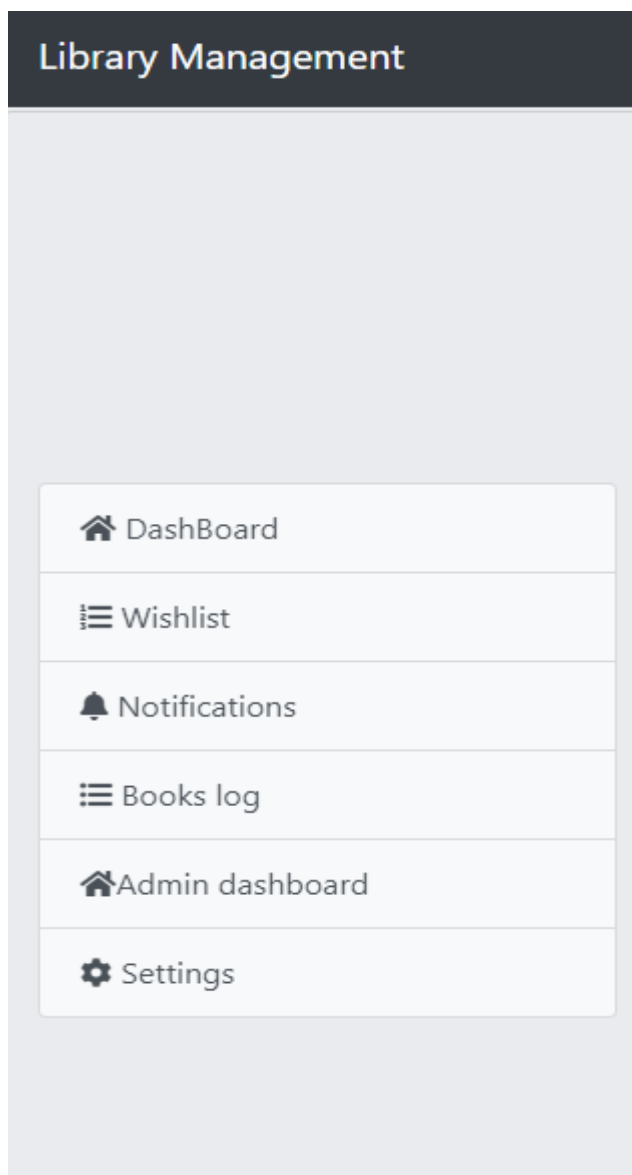 Library Management
DashBoard
Wishlist
Notifications
Books log
Admin dashboard
Settings